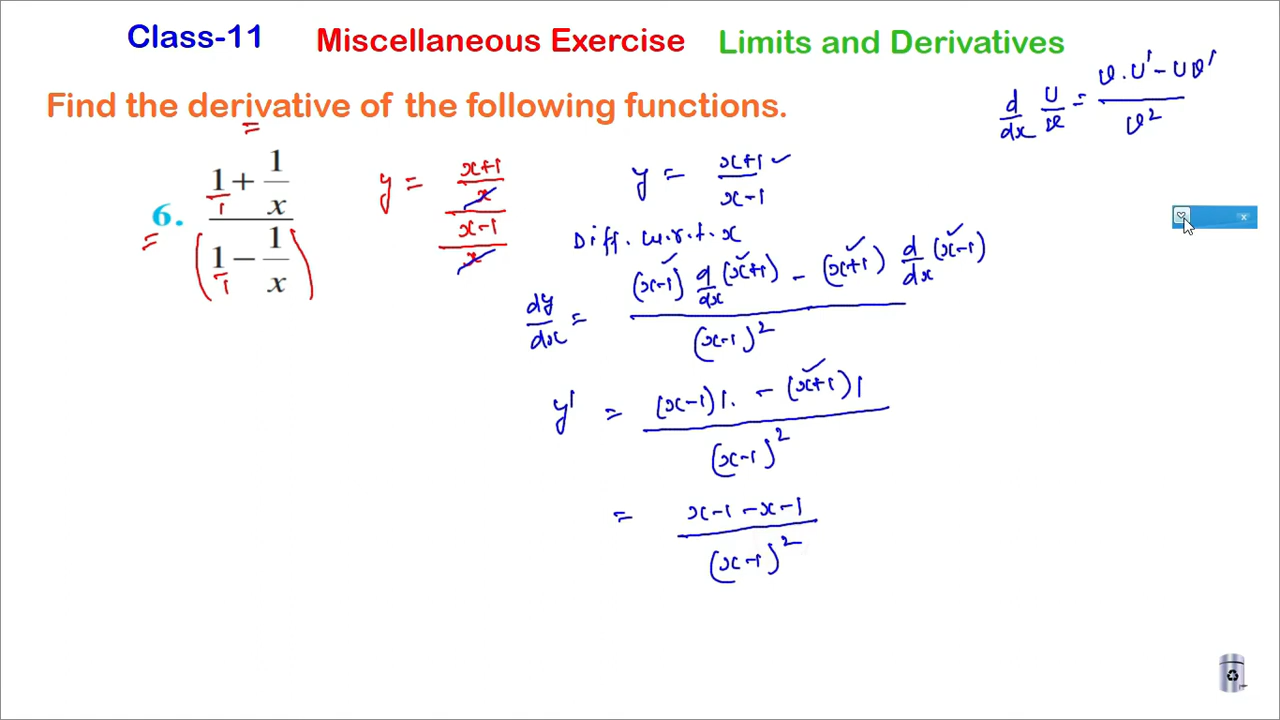 Class-11 Miscellaneous Exercise Limits and Derivatives
Find the derivative of the following functions.
d/dx U/v = (v.U' - Uv')/v²
6. (1/1 + 1/x)/(1/1 - 1/x)
y = ((x+1)/x)/((x-1)/x)
y = (x+1)/(x-1)
Diff. w.r.t. x
dy/dx = ((x-1) d/dx (x+1) - (x+1) d/dx (x-1))/(x-1)²
y' = ((x-1)1. - (x+1)1)/(x-1)²
= (x-1-x-1)/(x-1)²